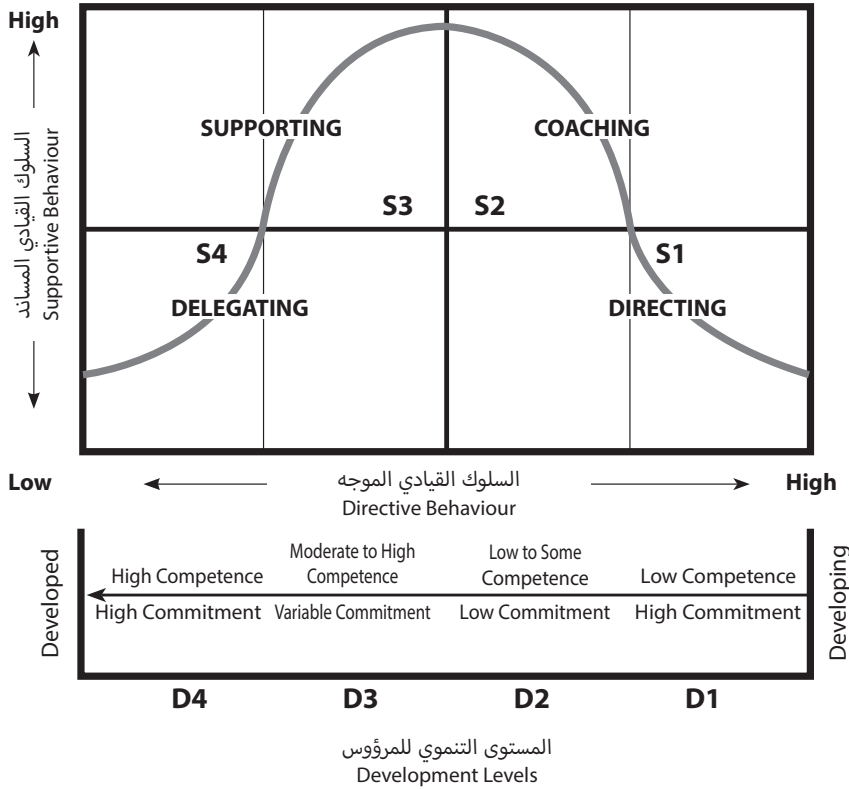 High
السلوك القيادي المساند
Supportive Behaviour
SUPPORTING
COACHING
S3
S2
S4
S1
DELEGATING
DIRECTING
Low
السلوك القيادي الموجه
Directive Behaviour
High
Developed
High Competence
High Commitment
Moderate to High
Competence
Variable Commitment
Low to Some
Competence
Low Commitment
Low Competence
High Commitment
Developing
D4
D3
D2
D1
المستوى التنموي للمرؤوس
Development Levels